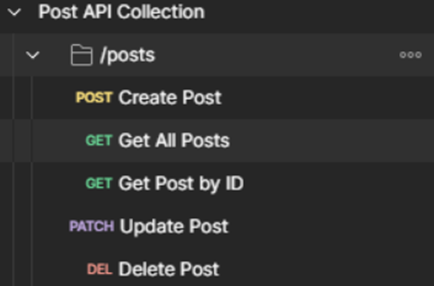 Post API Collection
/posts
POST Create Post
GET Get All Posts
GET Get Post by ID
PATCH Update Post
DEL Delete Post